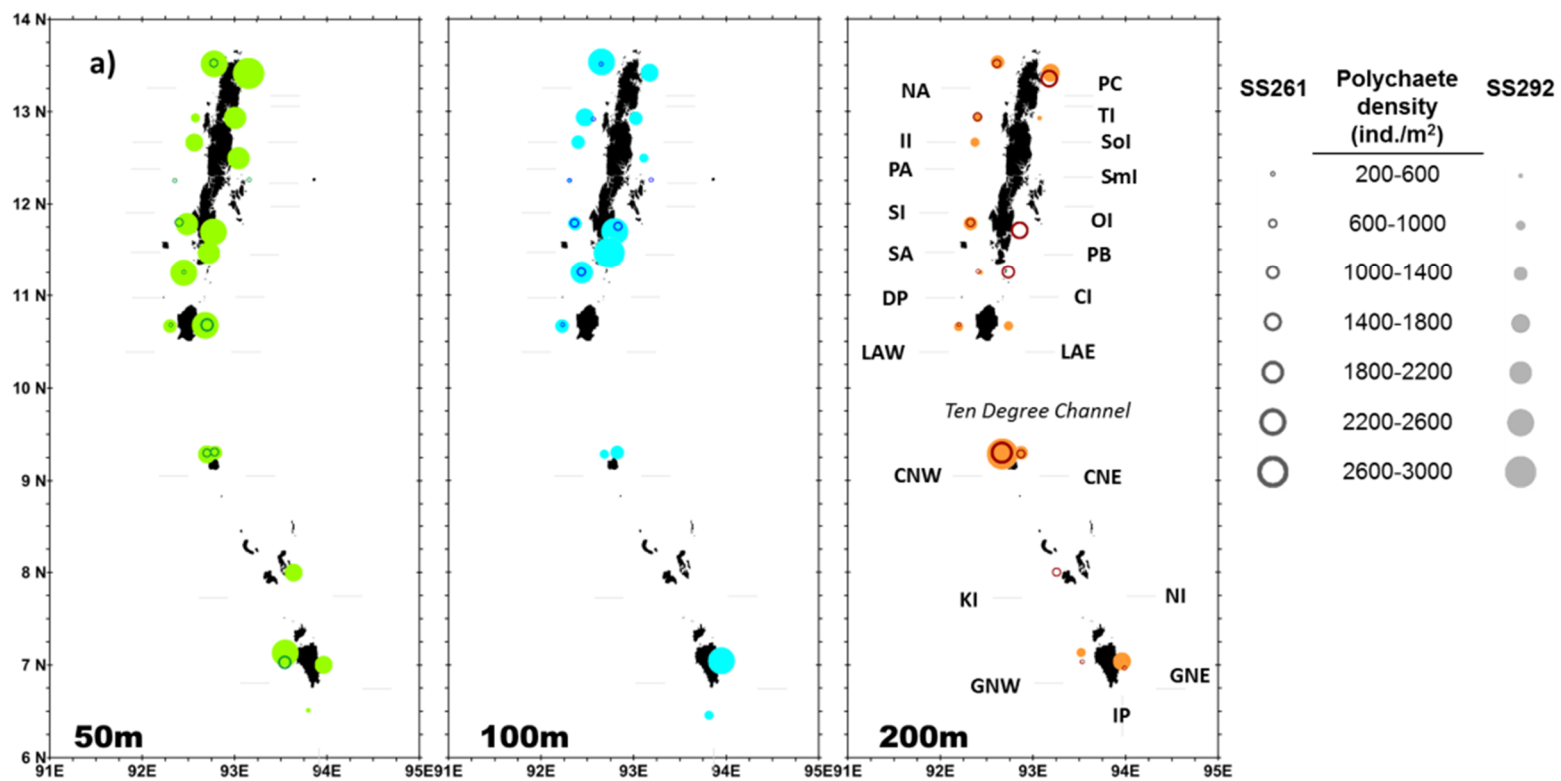 a)
14 N
13 N
12 N
11 N
10 N
9 N
8 N
7 N
6 N
50m
91E 92E 93E 94E 95E
100m
91E 92E 93E 94E 95E
NA PC
TI
II SoI
PA SmI
SI OI
SA PB
DP CI
LAW LAE
Ten Degree Channel
CNW CNE
KI NI
GNW GNE
IP
200m
91E 92E 93E 94E 95E
SS261 Polychaete SS292
density
(ind./m²)
200-600
600-1000
1000-1400
1400-1800
1800-2200
2200-2600
2600-3000